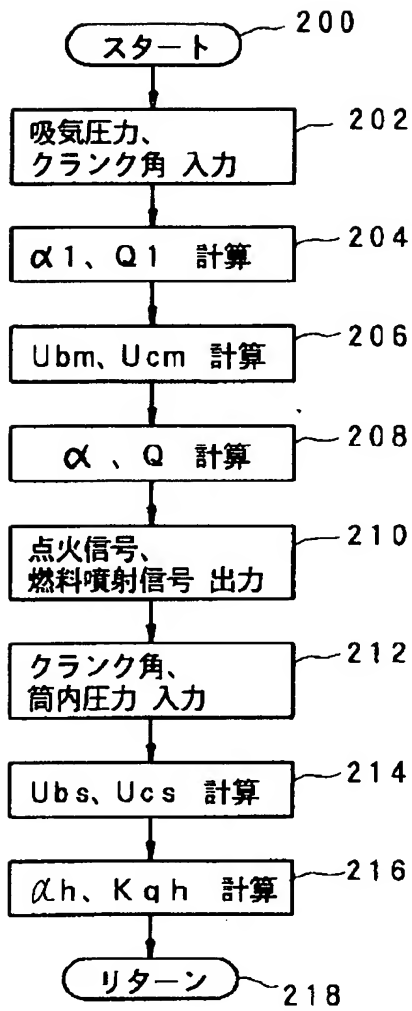 スタート
200
吸気圧力、
クランク角 入力
202
α1、Q1 計算
204
Ubm、Ucm 計算
206
α 、Q 計算
208
点火信号、
燃料噴射信号 出力
210
クランク角、
筒内圧力 入力
212
Ubs、Ucs 計算
214
αh、Kqh 計算
216
リターン
218